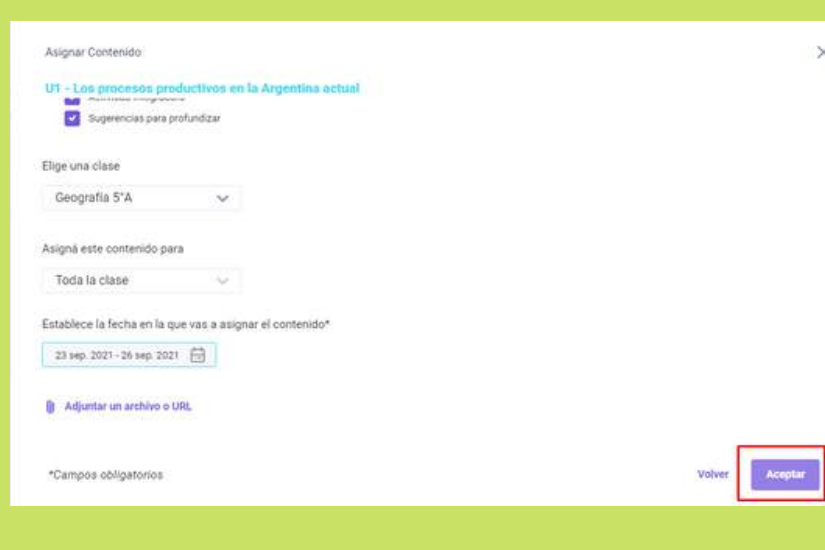 Asignar Contenido
U1 - Los procesos productivos en la Argentina actual
Actividad integradora
Sugerencias para profundizar
Elige una clase
Geografía 5°A
Asigná este contenido para
Toda la clase
Establece la fecha en la que vas a asignar el contenido*
23 sep. 2021 - 26 sep. 2021
Adjuntar un archivo o URL
*Campos obligatorios
Volver
Aceptar